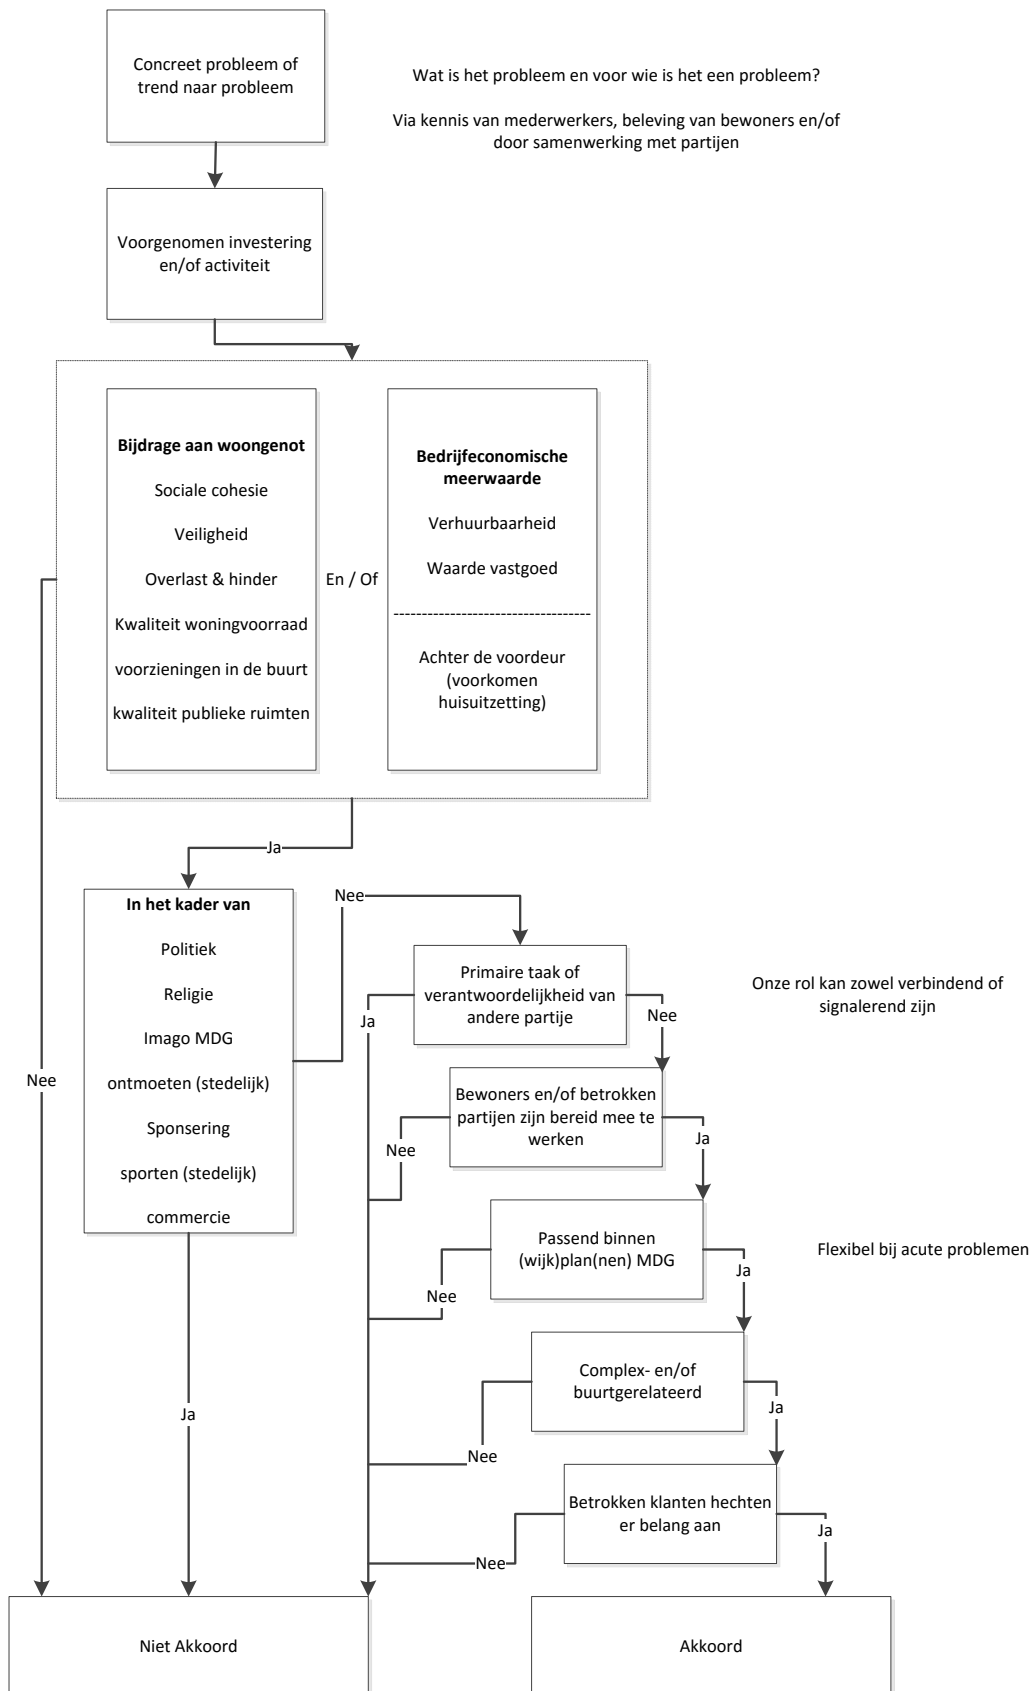 Concreet probleem of
trend naar probleem
Wat is het probleem en voor wie is het een probleem?
Via kennis van mederwerkers, beleving van bewoners en/of
door samenwerking met partijen
Voorgenomen investering
en/of activiteit
Bijdrage aan woongenot
Sociale cohesie
Veiligheid
Overlast & hinder
Kwaliteit woningvoorraad
voorzieningen in de buurt
kwaliteit publieke ruimten
En / Of
Bedrijfeconomische
meerwaarde
Verhuurbaarheid
Waarde vastgoed
-----------------------------------
Achter de voordeur
(voorkomen
huisuitzetting)
Ja
Nee
In het kader van
Politiek
Religie
Imago MDG
ontmoeten (stedelijk)
Sponsering
sporten (stedelijk)
commercie
Nee
Primaire taak of
verantwoordelijkheid van
andere partije
Onze rol kan zowel verbindend of
signalerend zijn
Ja
Nee
Bewoners en/of betrokken
partijen zijn bereid mee te
werken
Nee
Ja
Passend binnen
(wijk)plan(nen) MDG
Flexibel bij acute problemen
Nee
Ja
Complex- en/of
buurtgerelateerd
Nee
Ja
Ja
Betrokken klanten hechten
er belang aan
Nee
Ja
Niet Akkoord
Akkoord